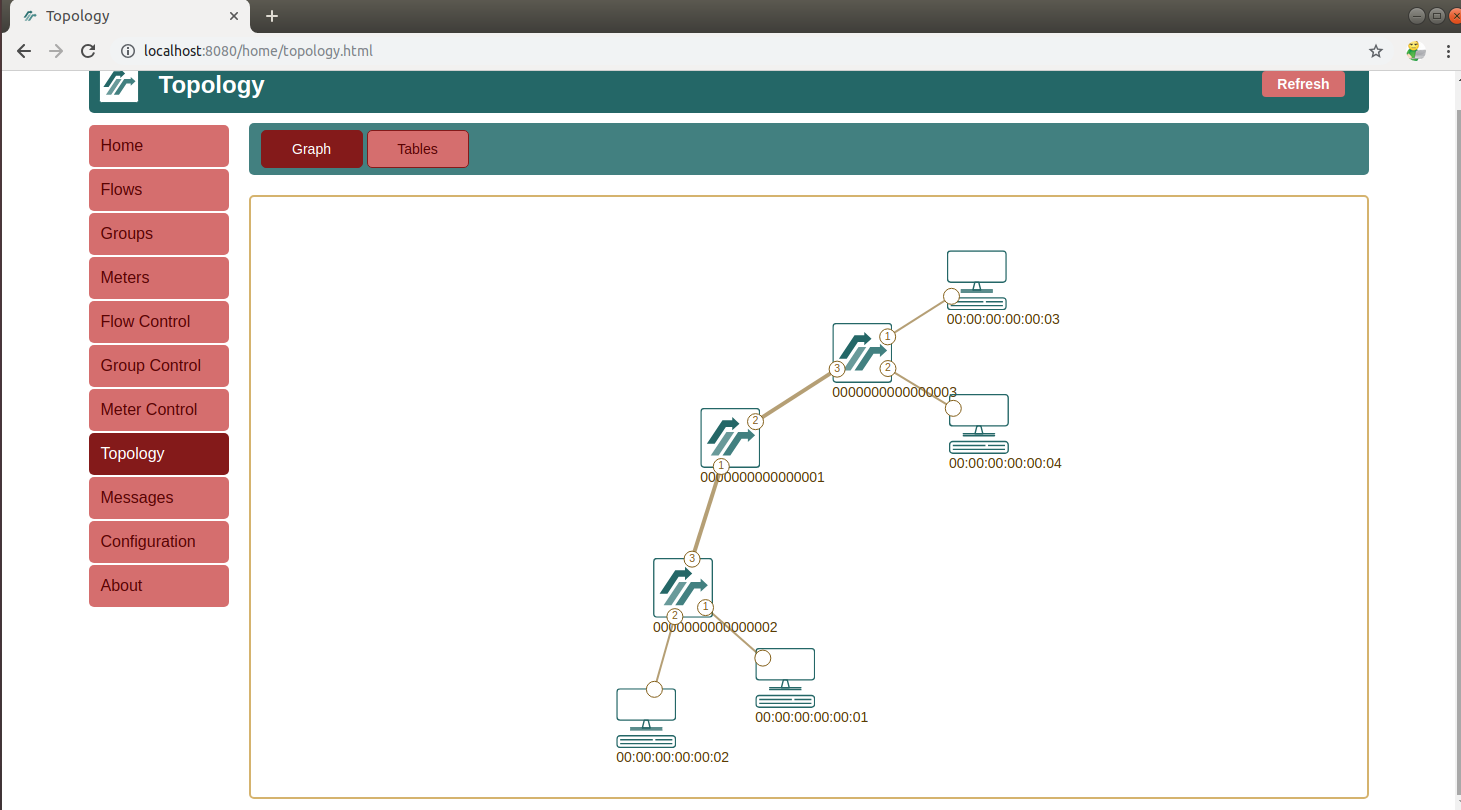 Topology
localhost:8080/home/topology.html
Topology
Refresh
Home
Flows
Groups
Meters
Flow Control
Group Control
Meter Control
Topology
Messages
Configuration
About
Graph
Tables
00:00:00:00:00:03
1
3
2
0000000000000003
00:00:00:00:00:04
2
1
0000000000000001
3
1
2
0000000000000002
00:00:00:00:00:01
00:00:00:00:00:02